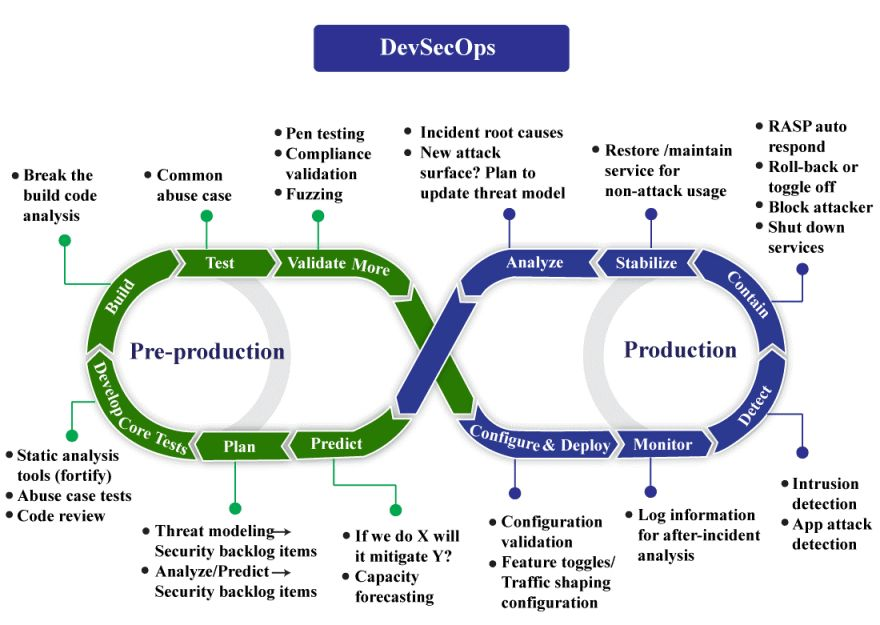 DevSecOps
• Break the
build code
analysis
• Common
abuse case
• Pen testing
• Compliance
validation
• Fuzzing
• Incident root causes
• New attack
surface? Plan to
update threat model
• Restore /maintain
service for
non-attack usage
• RASP auto
respond
• Roll-back or
toggle off
• Block attacker
• Shut down
services
Build
Test
Validate More
Analyze
Stabilize
Contain
Pre-production
Production
Develop Core Tests
Plan
Predict
Configure & Deploy
Monitor
Detect
• Static analysis
tools (fortify)
• Abuse case tests
• Code review
• Threat modeling→
Security backlog items
• Analyze/Predict→
Security backlog items
• If we do X will
it mitigate Y?
• Capacity
forecasting
• Configuration
validation
• Feature toggles/
Traffic shaping
configuration
• Log information
for after-incident
analysis
• Intrusion
detection
• App attack
detection